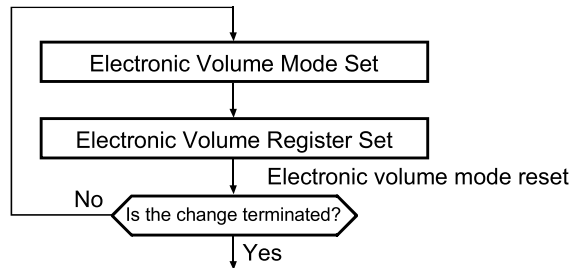 Electronic Volume Mode Set
Electronic Volume Register Set
Electronic volume mode reset
No
Is the change terminated?
Yes